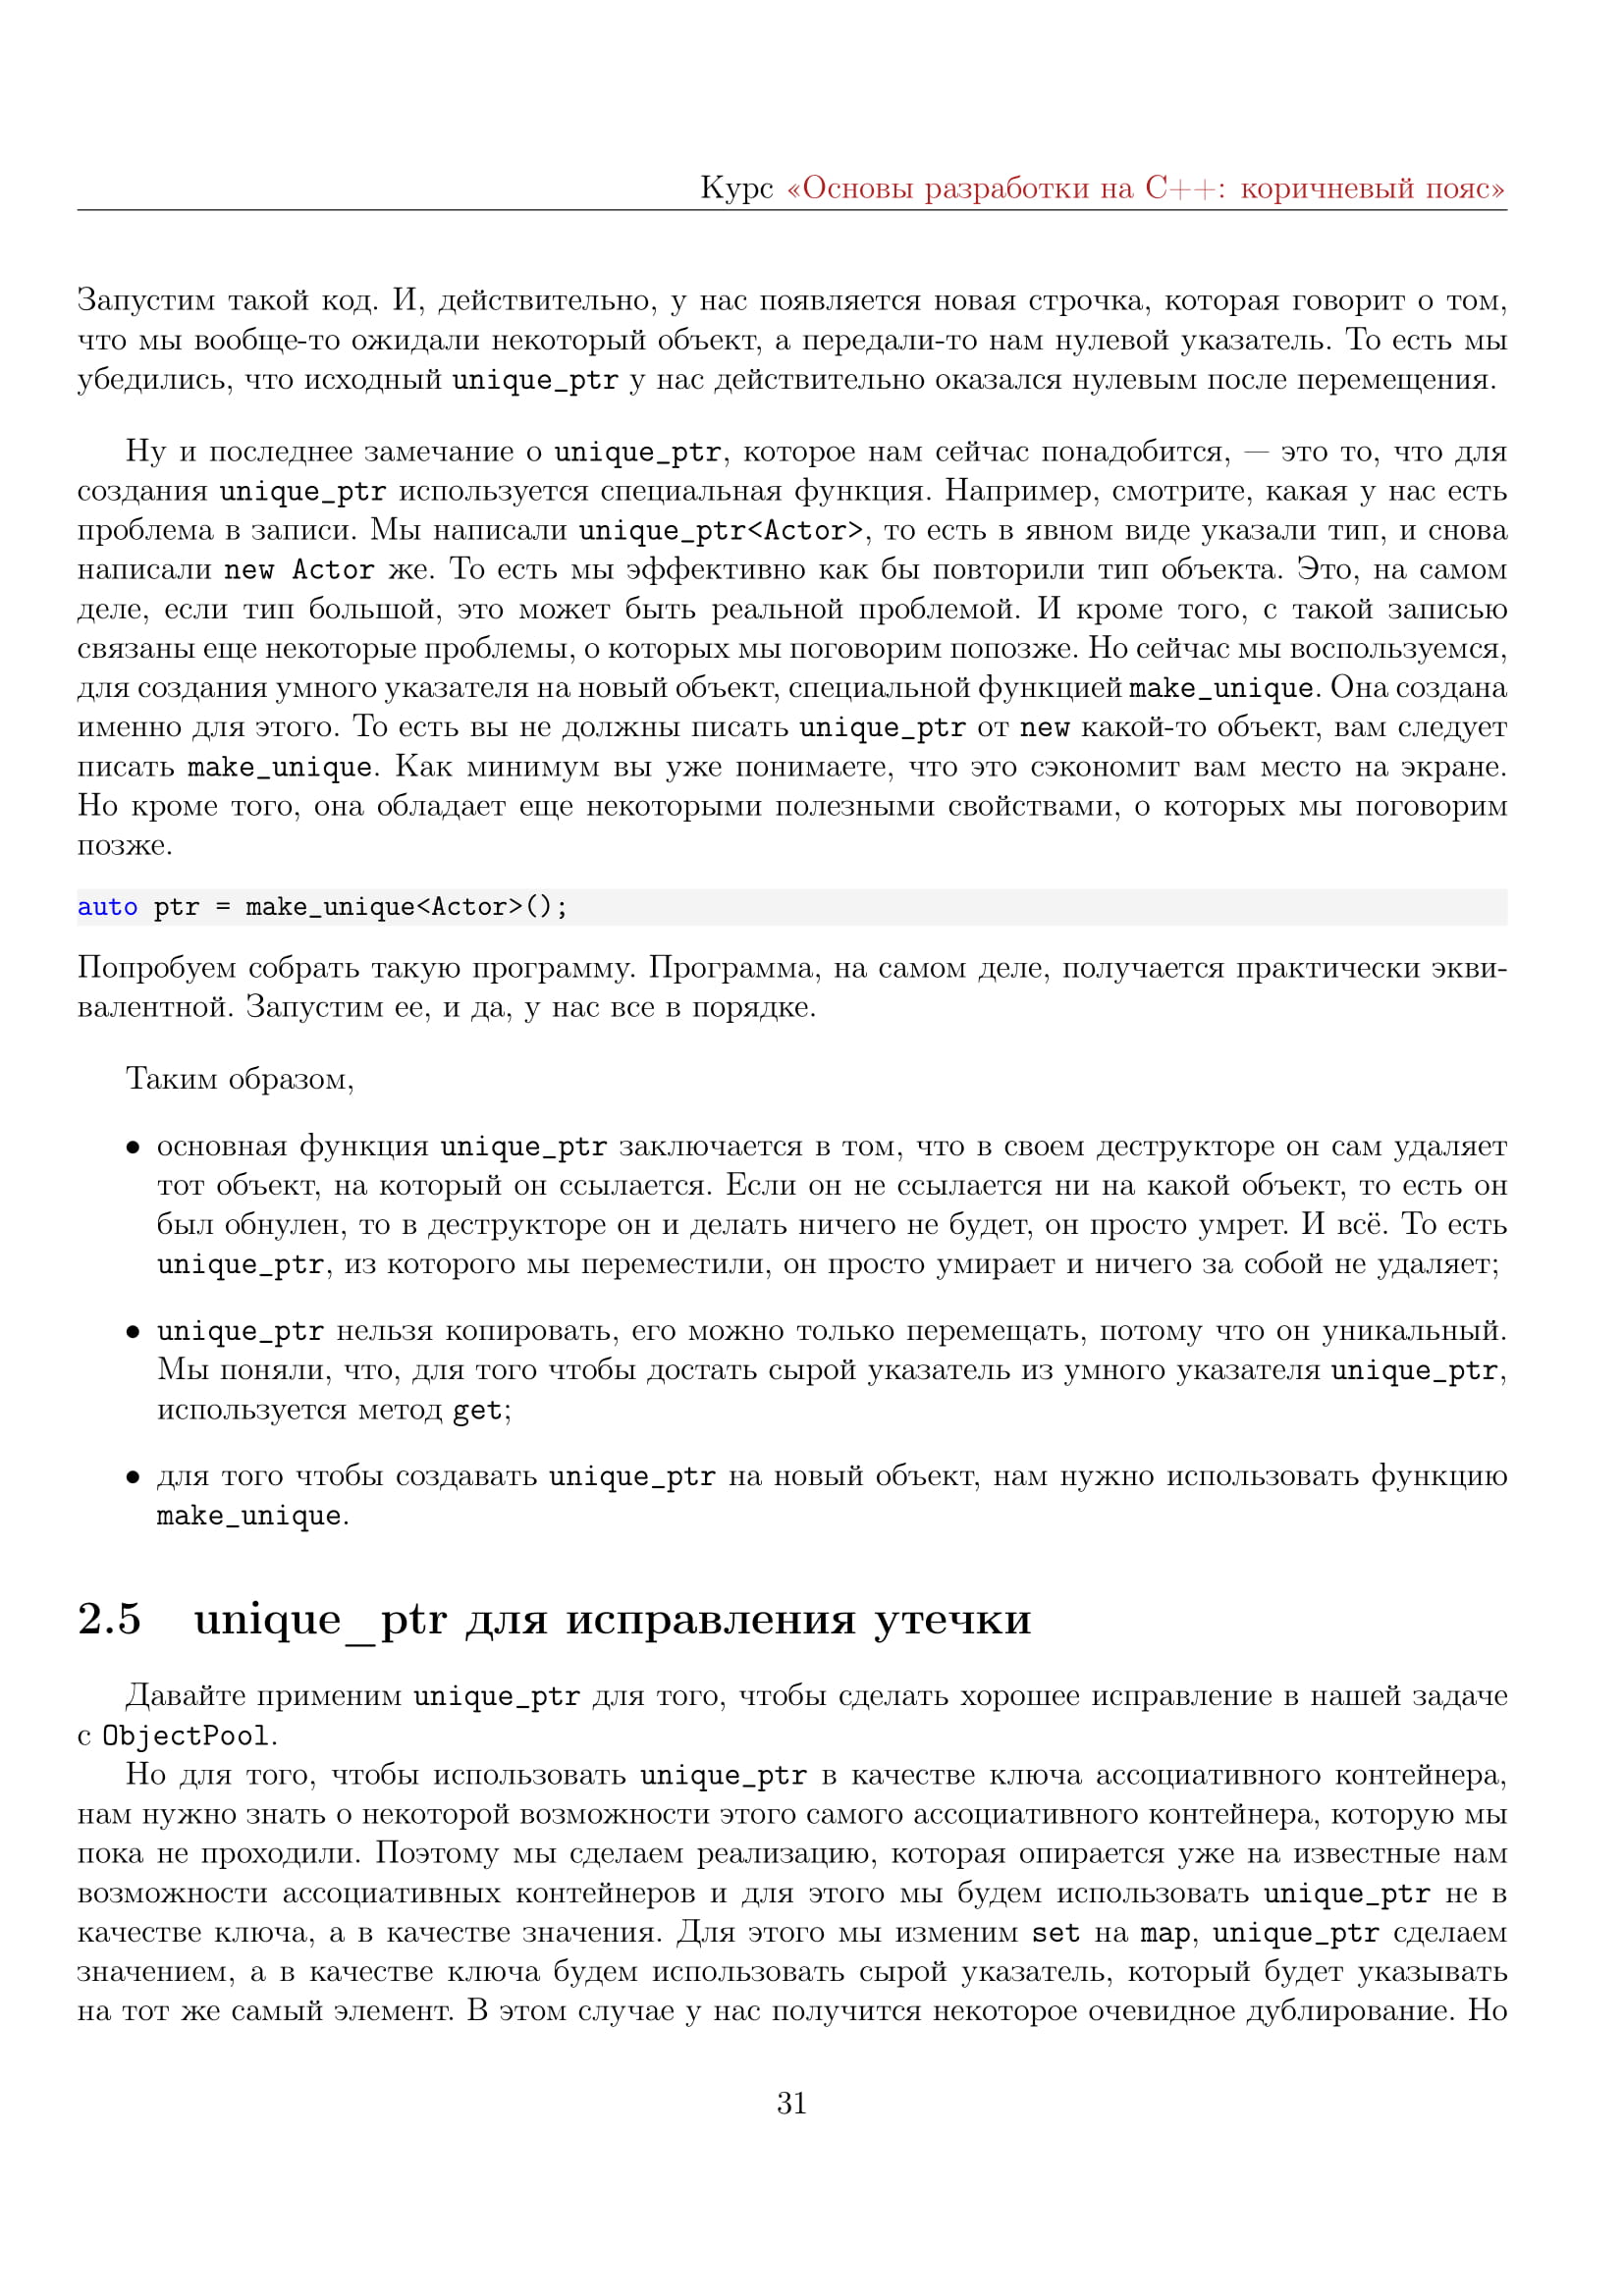 Курс «Основы разработки на C++: коричневый пояс»
Запустим такой код. И, действительно, у нас появляется новая строчка, которая говорит о том,
что мы вообще-то ожидали некоторый объект, а передали-то нам нулевой указатель. То есть мы
убедились, что исходный unique_ptr у нас действительно оказался нулевым после перемещения.
Ну и последнее замечание о unique_ptr, которое нам сейчас понадобится, — это то, что для
создания unique_ptr используется специальная функция. Например, смотрите, какая у нас есть
проблема в записи. Мы написали unique_ptr<Actor>, то есть в явном виде указали тип, и снова
написали new Actor же. То есть мы эффективно как бы повторили тип объекта. Это, на самом
деле, если тип большой, это может быть реальной проблемой. И кроме того, с такой записью
связаны еще некоторые проблемы, о которых мы поговорим попозже. Но сейчас мы воспользуемся,
для создания умного указателя на новый объект, специальной функцией make_unique. Она создана
именно для этого. То есть вы не должны писать unique_ptr от new какой-то объект, вам следует
писать make_unique. Как минимум вы уже понимаете, что это сэкономит вам место на экране.
Но кроме того, она обладает еще некоторыми полезными свойствами, о которых мы поговорим
позже.
auto ptr = make_unique<Actor>();
Попробуем собрать такую программу. Программа, на самом деле, получается практически экви-
валентной. Запустим ее, и да, у нас все в порядке.
Таким образом,
• основная функция unique_ptr заключается в том, что в своем деструкторе он сам удаляет
тот объект, на который он ссылается. Если он не ссылается ни на какой объект, то есть он
был обнулен, то в деструкторе он и делать ничего не будет, он просто умрет. И всё. То есть
unique_ptr, из которого мы переместили, он просто умирает и ничего за собой не удаляет;
• unique_ptr нельзя копировать, его можно только перемещать, потому что он уникальный.
Мы поняли, что, для того чтобы достать сырой указатель из умного указателя unique_ptr,
используется метод get;
• для того чтобы создавать unique_ptr на новый объект, нам нужно использовать функцию
make_unique.
2.5 unique_ptr для исправления утечки
Давайте применим unique_ptr для того, чтобы сделать хорошее исправление в нашей задаче
с ObjectPool.
Но для того, чтобы использовать unique_ptr в качестве ключа ассоциативного контейнера,
нам нужно знать о некоторой возможности этого самого ассоциативного контейнера, которую мы
пока не проходили. Поэтому мы сделаем реализацию, которая опирается уже на известные нам
возможности ассоциативных контейнеров и для этого мы будем использовать unique_ptr не в
качестве ключа, а в качестве значения. Для этого мы изменим set на map, unique_ptr сделаем
значением, а в качестве ключа будем использовать сырой указатель, который будет указывать
на тот же самый элемент. В этом случае у нас получится некоторое очевидное дублирование. Но
31